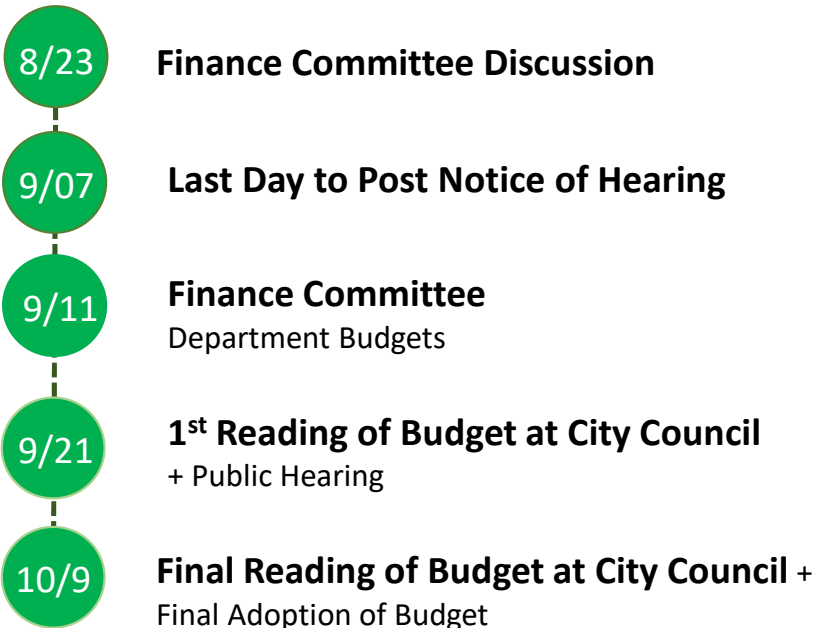 8/23 Finance Committee Discussion
9/07 Last Day to Post Notice of Hearing
9/11 Finance Committee
Department Budgets
9/21 1st Reading of Budget at City Council
+ Public Hearing
10/9 Final Reading of Budget at City Council +
Final Adoption of Budget